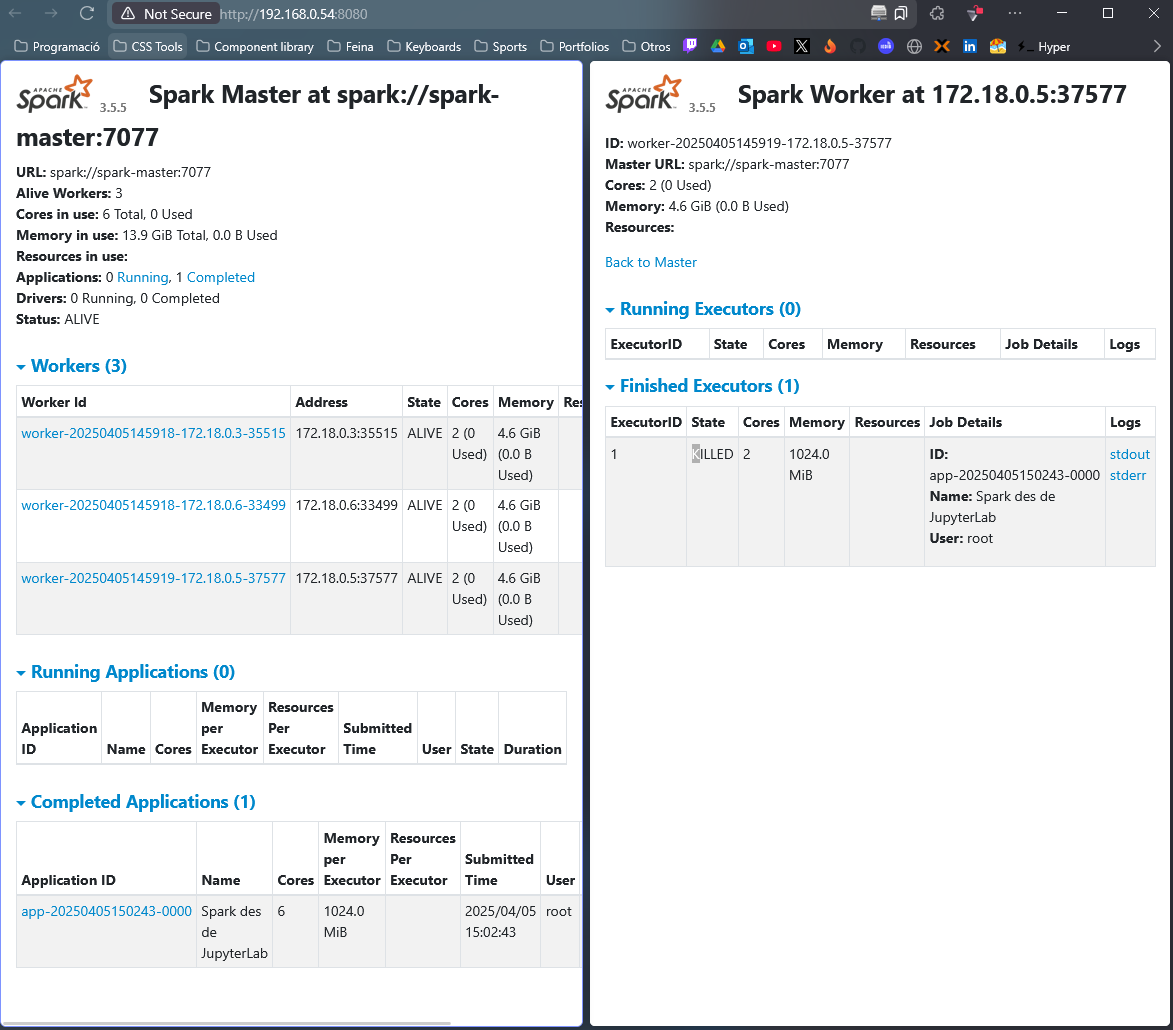 Not Secure http://192.168.0.54:8080
Programació CSS Tools Component library Feina Keyboards Sports Portfolios Otros Hyper
APACHE Spark 3.5.5 Spark Master at spark://spark-
master:7077
URL: spark://spark-master:7077
Alive Workers: 3
Cores in use: 6 Total, 0 Used
Memory in use: 13.9 GiB Total, 0.0 B Used
Resources in use:
Applications: 0 Running, 1 Completed
Drivers: 0 Running, 0 Completed
Status: ALIVE
Workers (3)
Worker Id Address State Cores Memory Res
worker-20250405145918-172.18.0.3-35515 172.18.0.3:35515 ALIVE 2 (0 4.6 GiB
Used) (0.0 B
Used)
worker-20250405145918-172.18.0.6-33499 172.18.0.6:33499 ALIVE 2 (0 4.6 GiB
Used) (0.0 B
Used)
worker-20250405145919-172.18.0.5-37577 172.18.0.5:37577 ALIVE 2 (0 4.6 GiB
Used) (0.0 B
Used)
Running Applications (0)
Memory Resources
Application per Per Submitted
ID Name Cores Executor Executor Time User State Duration
Completed Applications (1)
Memory Resources
per Per Submitted
Application ID Name Cores Executor Executor Time User
app-20250405150243-0000 Spark des 6 1024.0 2025/04/05 root
de MiB 15:02:43
JupyterLab
APACHE Spark 3.5.5 Spark Worker at 172.18.0.5:37577
ID: worker-20250405145919-172.18.0.5-37577
Master URL: spark://spark-master:7077
Cores: 2 (0 Used)
Memory: 4.6 GiB (0.0 B Used)
Resources:
Back to Master
Running Executors (0)
ExecutorID State Cores Memory Resources Job Details Logs
Finished Executors (1)
ExecutorID State Cores Memory Resources Job Details Logs
1 KILLED 2 1024.0 ID: stdout
MiB app-20250405150243-0000 stderr
Name: Spark des de
JupyterLab
User: root